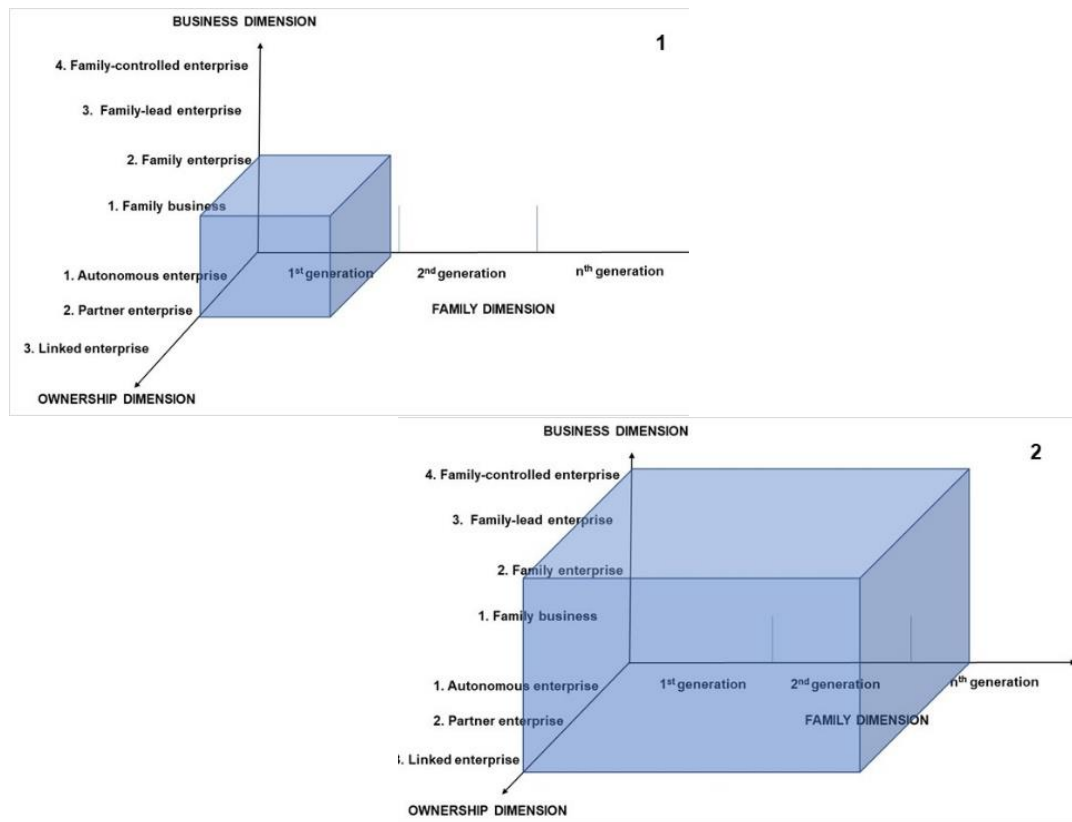 BUSINESS DIMENSION
1
4. Family-controlled enterprise
3. Family-lead enterprise
2. Family enterprise
1. Family business
1. Autonomous enterprise
1st generation
2nd generation
nth generation
2. Partner enterprise
FAMILY DIMENSION
3. Linked enterprise
OWNERSHIP DIMENSION
BUSINESS DIMENSION
2
4. Family-controlled enterprise
3. Family-lead enterprise
2. Family enterprise
1. Family business
1. Autonomous enterprise
1st generation
2nd generation
nth generation
2. Partner enterprise
FAMILY DIMENSION
3. Linked enterprise
OWNERSHIP DIMENSION